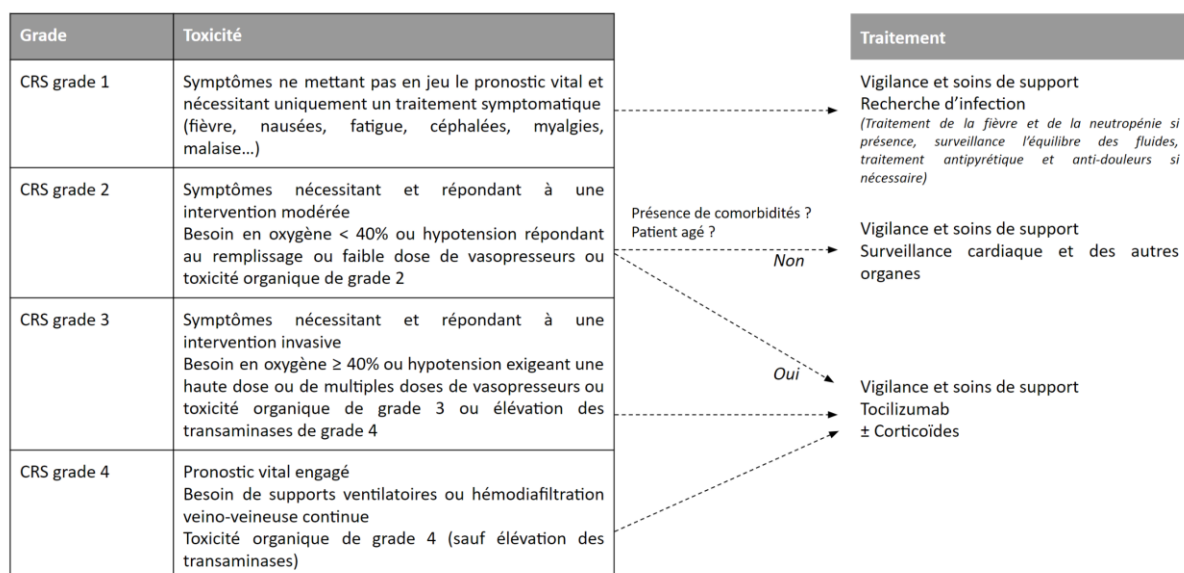 Grade
Toxicité
Traitement
CRS grade 1
Symptômes ne mettant pas en jeu le pronostic vital et
nécessitant uniquement un traitement symptomatique
(fièvre, nausées, fatigue, céphalées, myalgies,
malaise…)
Vigilance et soins de support
Recherche d’infection
(Traitement de la fièvre et de la neutropénie si
présence, surveillance l’équilibre des fluides,
traitement antipyrétique et anti-douleurs si
nécessaire)
CRS grade 2
Symptômes nécessitant et répondant à une
intervention modérée
Besoin en oxygène < 40% ou hypotension répondant
au remplissage ou faible dose de vasopresseurs ou
toxicité organique de grade 2
Présence de comorbidités ?
Patient agé ?
Non
Oui
Vigilance et soins de support
Surveillance cardiaque et des autres
organes
CRS grade 3
Symptômes nécessitant et répondant à une
intervention invasive
Besoin en oxygène ≥ 40% ou hypotension exigeant une
haute dose ou de multiples doses de vasopresseurs ou
toxicité organique de grade 3 ou élévation des
transaminases de grade 4
Vigilance et soins de support
Tocilizumab
± Corticoïdes
CRS grade 4
Pronostic vital engagé
Besoin de supports ventilatoires ou hémodiafiltration
veino-veineuse continue
Toxicité organique de grade 4 (sauf élévation des
transaminases)